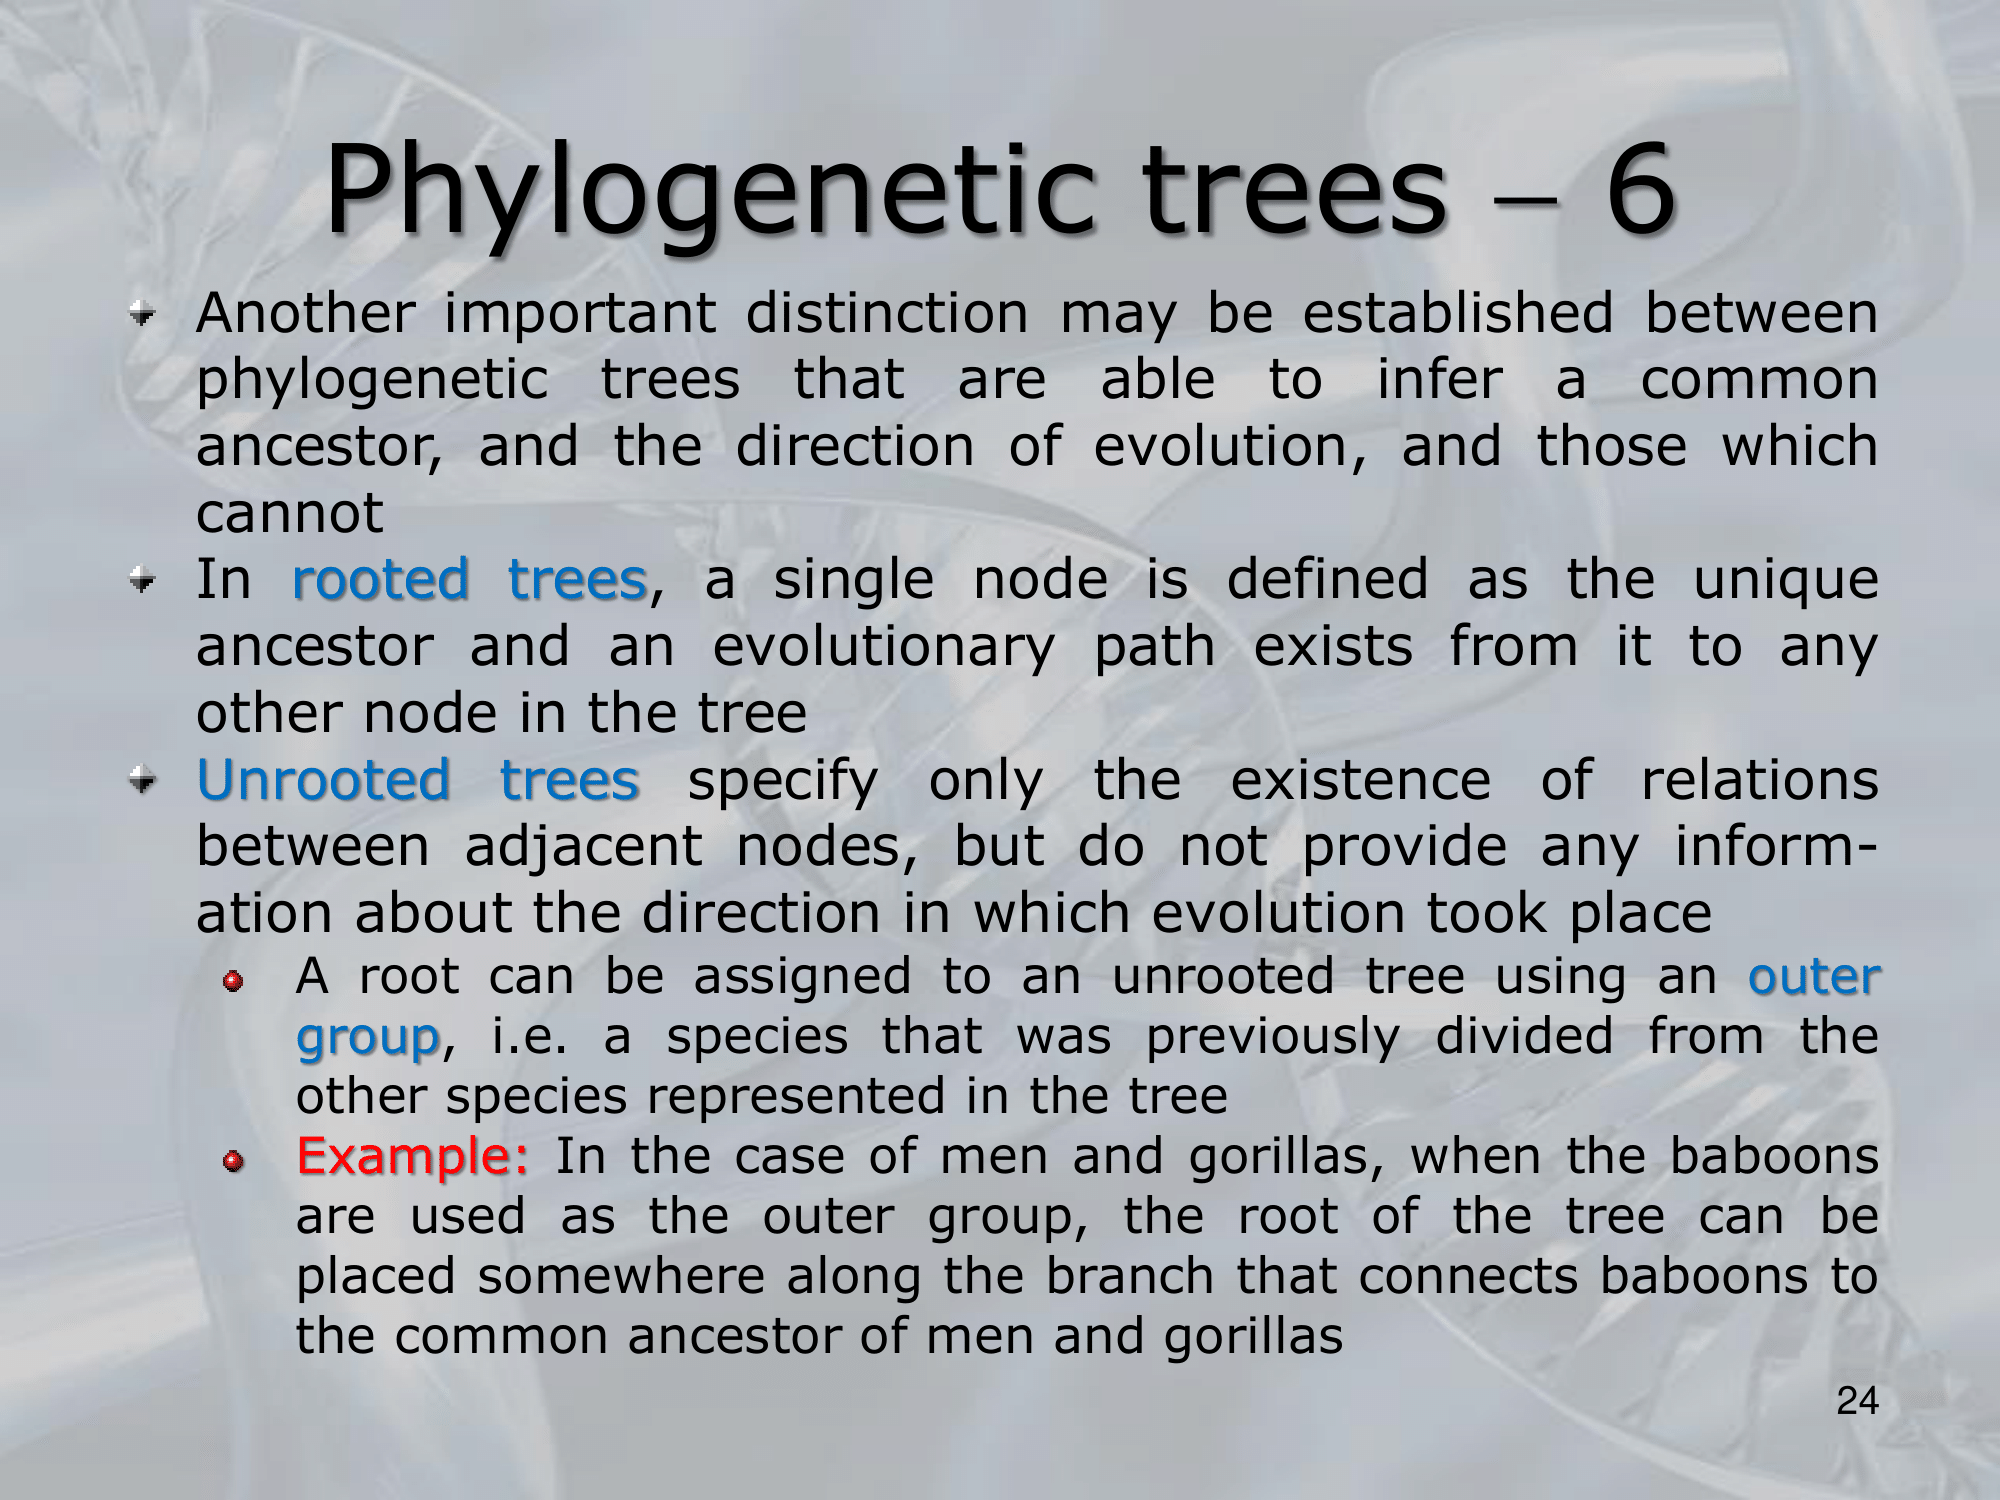 Phylogenetic trees – 6
Another important distinction may be established between
phylogenetic trees that are able to infer a common
ancestor, and the direction of evolution, and those which
cannot
In rooted trees, a single node is defined as the unique
ancestor and an evolutionary path exists from it to any
other node in the tree
Unrooted trees specify only the existence of relations
between adjacent nodes, but do not provide any inform-
ation about the direction in which evolution took place
A root can be assigned to an unrooted tree using an outer
group, i.e. a species that was previously divided from the
other species represented in the tree
Example: In the case of men and gorillas, when the baboons
are used as the outer group, the root of the tree can be
placed somewhere along the branch that connects baboons to
the common ancestor of men and gorillas
24